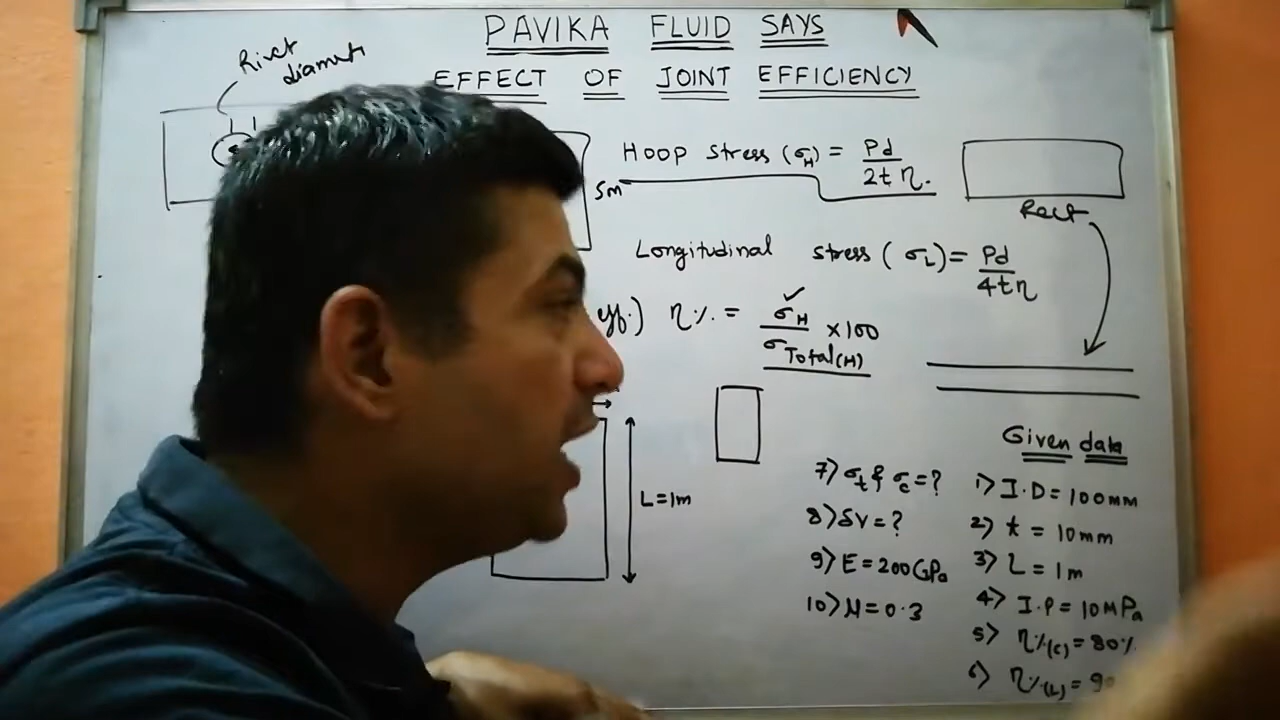 PAVIKA FLUID SAYS
EFFECT OF JOINT EFFICIENCY
Rivet
HOOP stress (σH) = Pd / 2tη.
5m
Rect
Longitudinal stress (σL) = Pd / 4tη
η% = σH / σTotal(H) ×100
L=1m
Given data
1) I.D = 100mm
2) t = 10mm
3) L = 1m
4) I.P = 10MPa
5) η%(c) = 80%
6) η%(L) =
7) σt & σc = ?
8) δV = ?
9) E = 200GPa
10) μ = 0.3